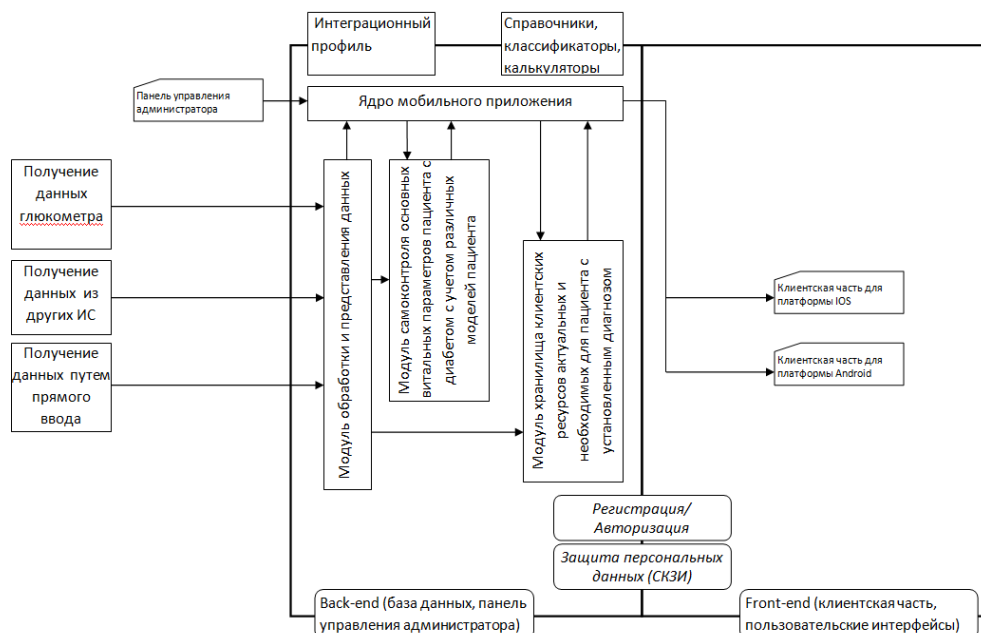 Интеграционный
профиль
Справочники,
классификаторы,
калькуляторы
Панель управления
администратора
Ядро мобильного приложения
Получение
данных
глюкометра
Получение
данных из
других ИС
Получение
данных путем
прямого
ввода
Модуль обработки и представления данных
Модуль самоконтроля основных
витальных параметров пациента с
диабетом с учетом различных
моделей пациента
Модуль хранилища клиентских
ресурсов актуальных и
необходимых для пациента с
установленным диагнозом
Клиентская часть для
платформы IOS
Клиентская часть для
платформы Android
Регистрация/
Авторизация
Защита персональных
данных (СКЗИ)
Back-end (база данных, панель
управления администратора)
Front-end (клиентская часть,
пользовательские интерфейсы)